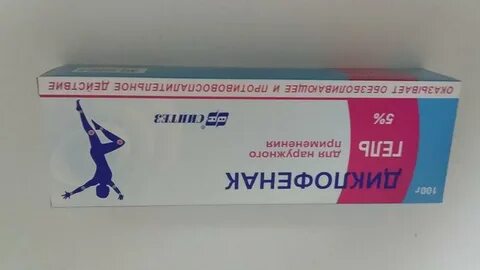 100г
ДИКЛОФЕНАК
ГЕЛЬ
5%
для наружного
применения
СИНТЕЗ®
ОКАЗЫВАЕТ ОБЕЗБОЛИВАЮЩЕЕ И ПРОТИВОВОСПАЛИТЕЛЬНОЕ ДЕЙСТВИЕ